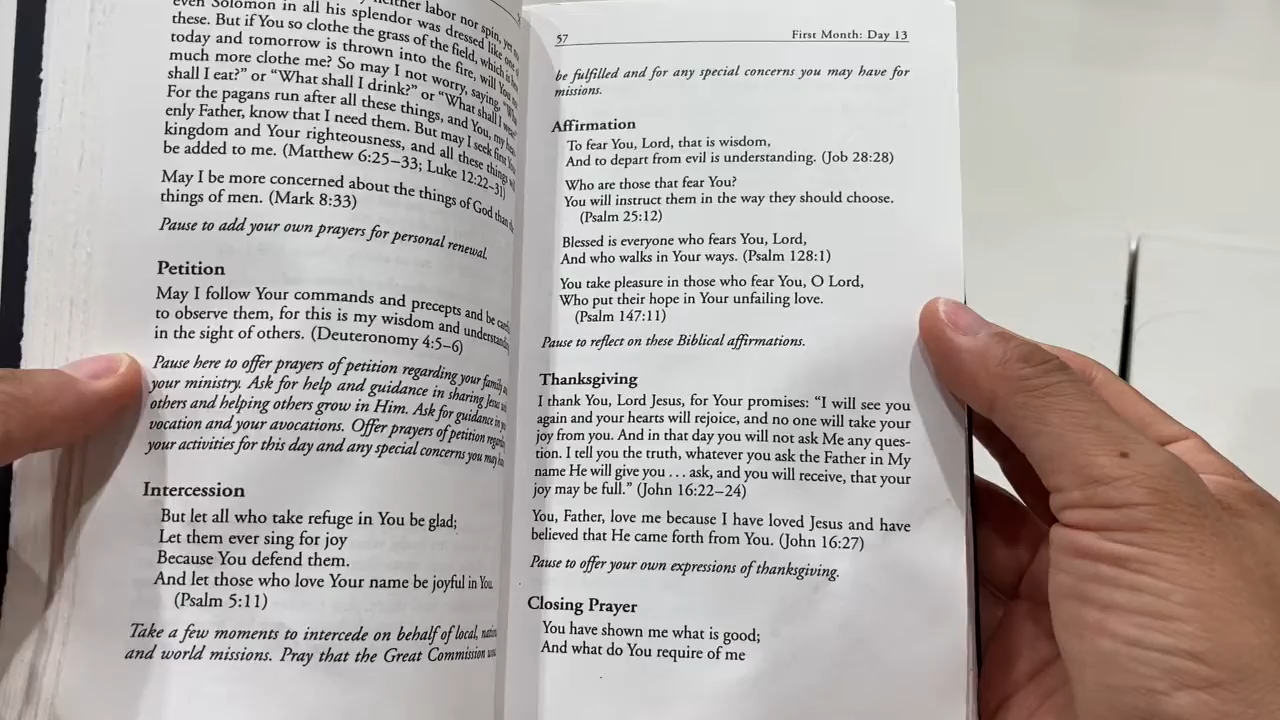 neither labor nor spin, yet
even Solomon in all his splendor was dressed like one
these. But if You so clothe the grass of the field, which is
today and tomorrow is thrown into the fire, will You
much more clothe me? So may I not worry, saying, "What
shall I eat?" or "What shall I drink?" or "What shall I
For the pagans run after all these things, and You, my
enly Father, know that I need them. But may I seek first
kingdom and Your righteousness, and all these things
be added to me. (Matthew 6:25–33; Luke 12:22–31)
May I be more concerned about the things of God than
things of men. (Mark 8:33)
Pause to add your own prayers for personal renewal.
Petition
May I follow Your commands and precepts and be
to observe them, for this is my wisdom and
in the sight of others. (Deuteronomy 4:5–6)
Pause here to offer prayers of petition regarding your family
your ministry. Ask for help and guidance in sharing Jesus
others and helping others grow in Him. Ask for guidance in
vocation and your avocations. Offer prayers of petition
your activities for this day and any special concerns you may
Intercession
But let all who take refuge in You be glad;
Let them ever sing for joy
Because You defend them.
And let those who love Your name be joyful in You.
(Psalm 5:11)
Take a few moments to intercede on behalf of local,
and world missions. Pray that the Great Commission
57 First Month: Day 13
be fulfilled and for any special concerns you may have for
missions.
Affirmation
To fear You, Lord, that is wisdom,
And to depart from evil is understanding. (Job 28:28)
Who are those that fear You?
You will instruct them in the way they should choose.
(Psalm 25:12)
Blessed is everyone who fears You, Lord,
And who walks in Your ways. (Psalm 128:1)
You take pleasure in those who fear You, O Lord,
Who put their hope in Your unfailing love.
(Psalm 147:11)
Pause to reflect on these Biblical affirmations.
Thanksgiving
I thank You, Lord Jesus, for Your promises: "I will see you
again and your hearts will rejoice, and no one will take your
joy from you. And in that day you will not ask Me any ques-
tion. I tell you the truth, whatever you ask the Father in My
name He will give you . . . ask, and you will receive, that your
joy may be full." (John 16:22–24)
You, Father, love me because I have loved Jesus and have
believed that He came forth from You. (John 16:27)
Pause to offer your own expressions of thanksgiving.
Closing Prayer
You have shown me what is good;
And what do You require of me